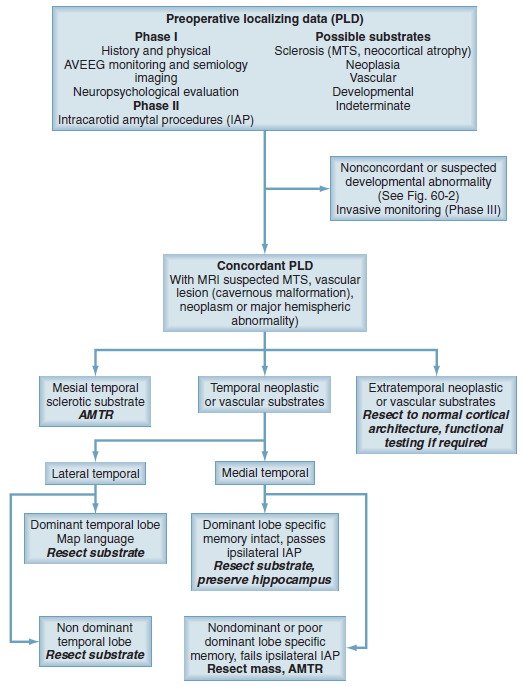 Preoperative localizing data (PLD)
Phase I
History and physical
AVEEG monitoring and semiology
imaging
Neuropsychological evaluation
Phase II
Intracarotid amytal procedures (IAP)
Possible substrates
Sclerosis (MTS, neocortical atrophy)
Neoplasia
Vascular
Developmental
Indeterminate
Nonconcordant or suspected
developmental abnormality
(See Fig. 60-2)
Invasive monitoring (Phase III)
Concordant PLD
With MRI suspected MTS, vascular
lesion (cavernous malformation),
neoplasm or major hemispheric
abnormality)
Mesial temporal
sclerotic substrate
AMTR
Temporal neoplastic
or vascular substrates
Extratemporal neoplastic
or vascular substrates
Resect to normal cortical
architecture, functional
testing if required
Lateral temporal
Medial temporal
Dominant temporal lobe
Map language
Resect substrate
Dominant lobe specific
memory intact, passes
ipsilateral IAP
Resect substrate,
preserve hippocampus
Non dominant
temporal lobe
Resect substrate
Nondominant or poor
dominant lobe specific
memory, fails ipsilateral IAP
Resect mass, AMTR